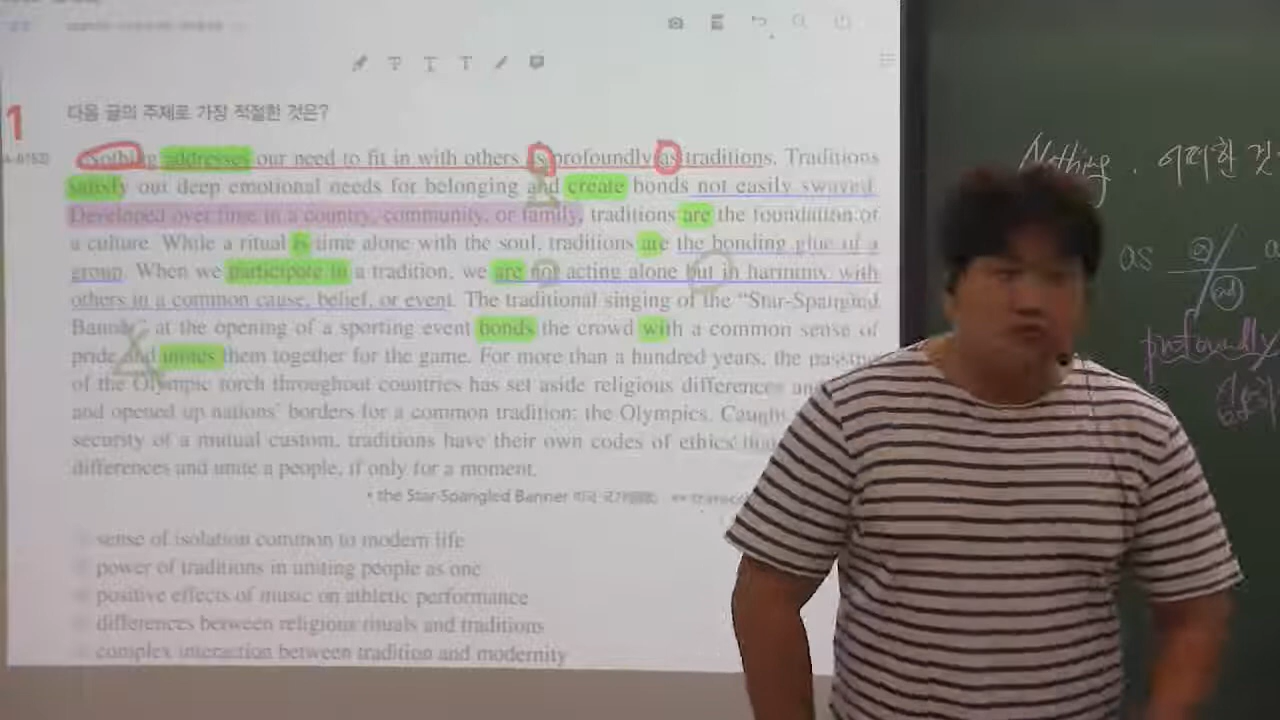 1
다음 글의 주제로 가장 적절한 것은?
Nothing addresses our need to fit in with others as profoundly as traditions. Traditions
satisfy our deep emotional needs for belonging and create bonds not easily swayed.
Developed over time in a country, community, or family, traditions are the foundation of
a culture. While a ritual is time alone with the soul, traditions are the bonding glue of a
group. When we participate in a tradition, we are not acting alone but in harmony with
others in a common cause, belief, or event. The traditional singing of the “Star-Spangled
Banner” at the opening of a sporting event bonds the crowd with a common sense of
pride and unites them together for the game. For more than a hundred years, the passing
of the Olympic torch throughout countries has set aside religious differences and
and opened up nations' borders for a common tradition: the Olympics. Caught
security of a mutual custom, traditions have their own codes of ethics that
differences and unite a people, if only for a moment.
* the Star-Spangled Banner 미국 국가
sense of isolation common to modern life
power of traditions in uniting people as one
positive effects of music on athletic performance
differences between religious rituals and traditions
complex interaction between tradition and modernity
Nothing . 어떠한 것
as
profoundly